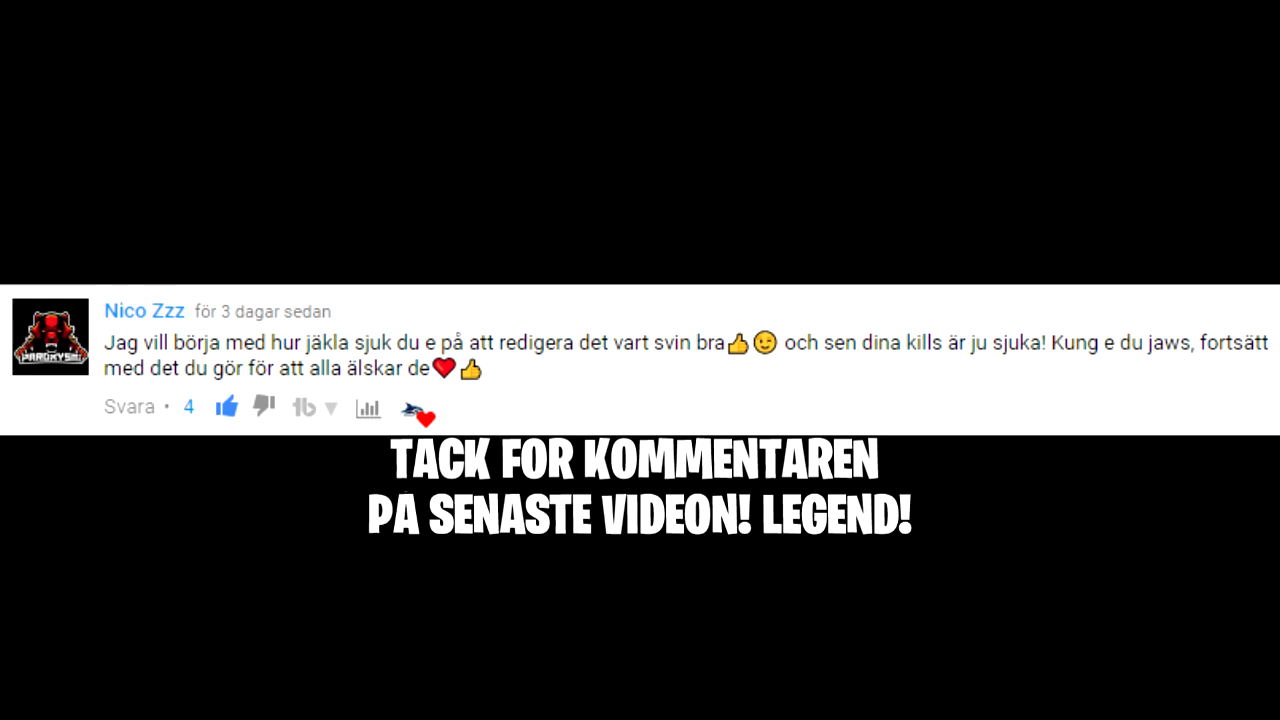 Nico Zzz för 3 dagar sedan
Jag vill börja med hur jäkla sjuk du e på att redigera det vart svin bra👍😉 och sen dina kills är ju sjuka! Kung e du jaws, fortsätt
med det du gör för att alla älskar de❤👍
PAROXYSM
Svara • 4
TACK FOR KOMMENTAREN
PÅ SENASTE VIDEON! LEGEND!